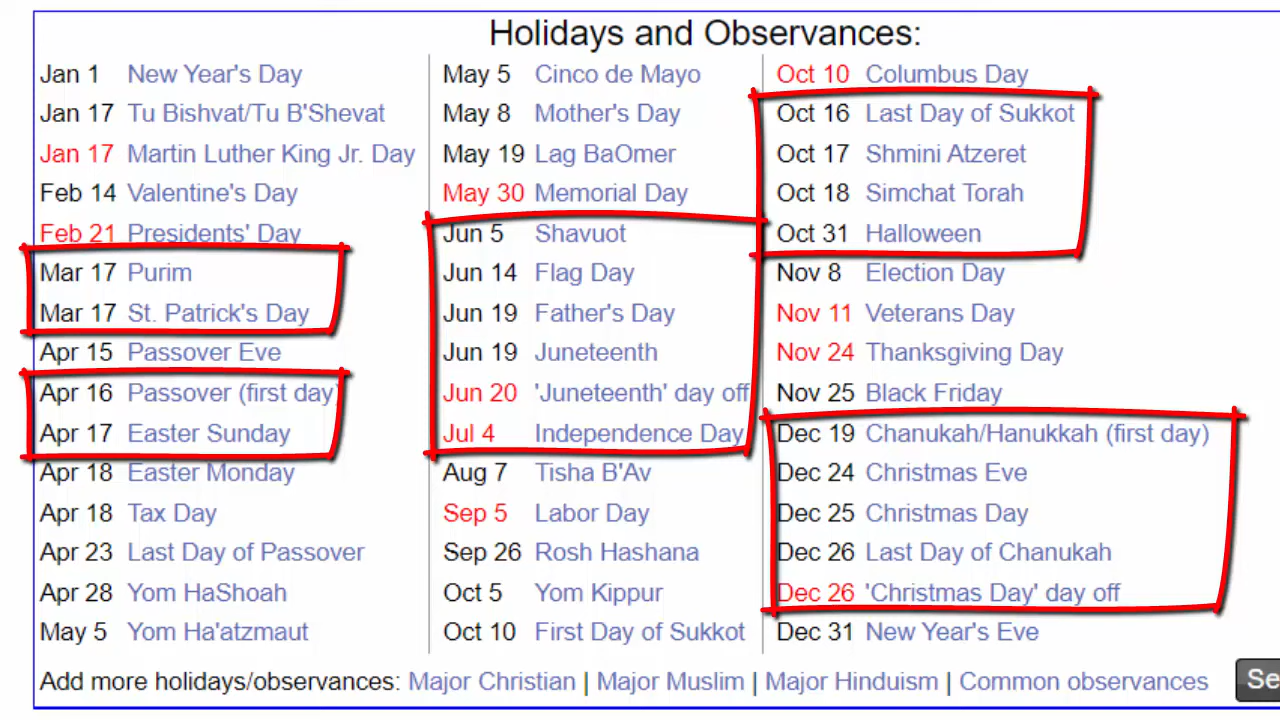 Holidays and Observances:
Jan 1 New Year's Day
Jan 17 Tu Bishvat/Tu B'Shevat
Jan 17 Martin Luther King Jr. Day
Feb 14 Valentine's Day
Feb 21 Presidents' Day
Mar 17 Purim
Mar 17 St. Patrick's Day
Apr 15 Passover Eve
Apr 16 Passover (first day)
Apr 17 Easter Sunday
Apr 18 Easter Monday
Apr 18 Tax Day
Apr 23 Last Day of Passover
Apr 28 Yom HaShoah
May 5 Yom Ha'atzmaut
May 5 Cinco de Mayo
May 8 Mother's Day
May 19 Lag BaOmer
May 30 Memorial Day
Jun 5 Shavuot
Jun 14 Flag Day
Jun 19 Father's Day
Jun 19 Juneteenth
Jun 20 'Juneteenth' day off
Jul 4 Independence Day
Aug 7 Tisha B'Av
Sep 5 Labor Day
Sep 26 Rosh Hashana
Oct 5 Yom Kippur
Oct 10 First Day of Sukkot
Oct 10 Columbus Day
Oct 16 Last Day of Sukkot
Oct 17 Shmini Atzeret
Oct 18 Simchat Torah
Oct 31 Halloween
Nov 8 Election Day
Nov 11 Veterans Day
Nov 24 Thanksgiving Day
Nov 25 Black Friday
Dec 19 Chanukah/Hanukkah (first day)
Dec 24 Christmas Eve
Dec 25 Christmas Day
Dec 26 Last Day of Chanukah
Dec 26 'Christmas Day' day off
Dec 31 New Year's Eve
Add more holidays/observances: Major Christian | Major Muslim | Major Hinduism | Common observances
Se